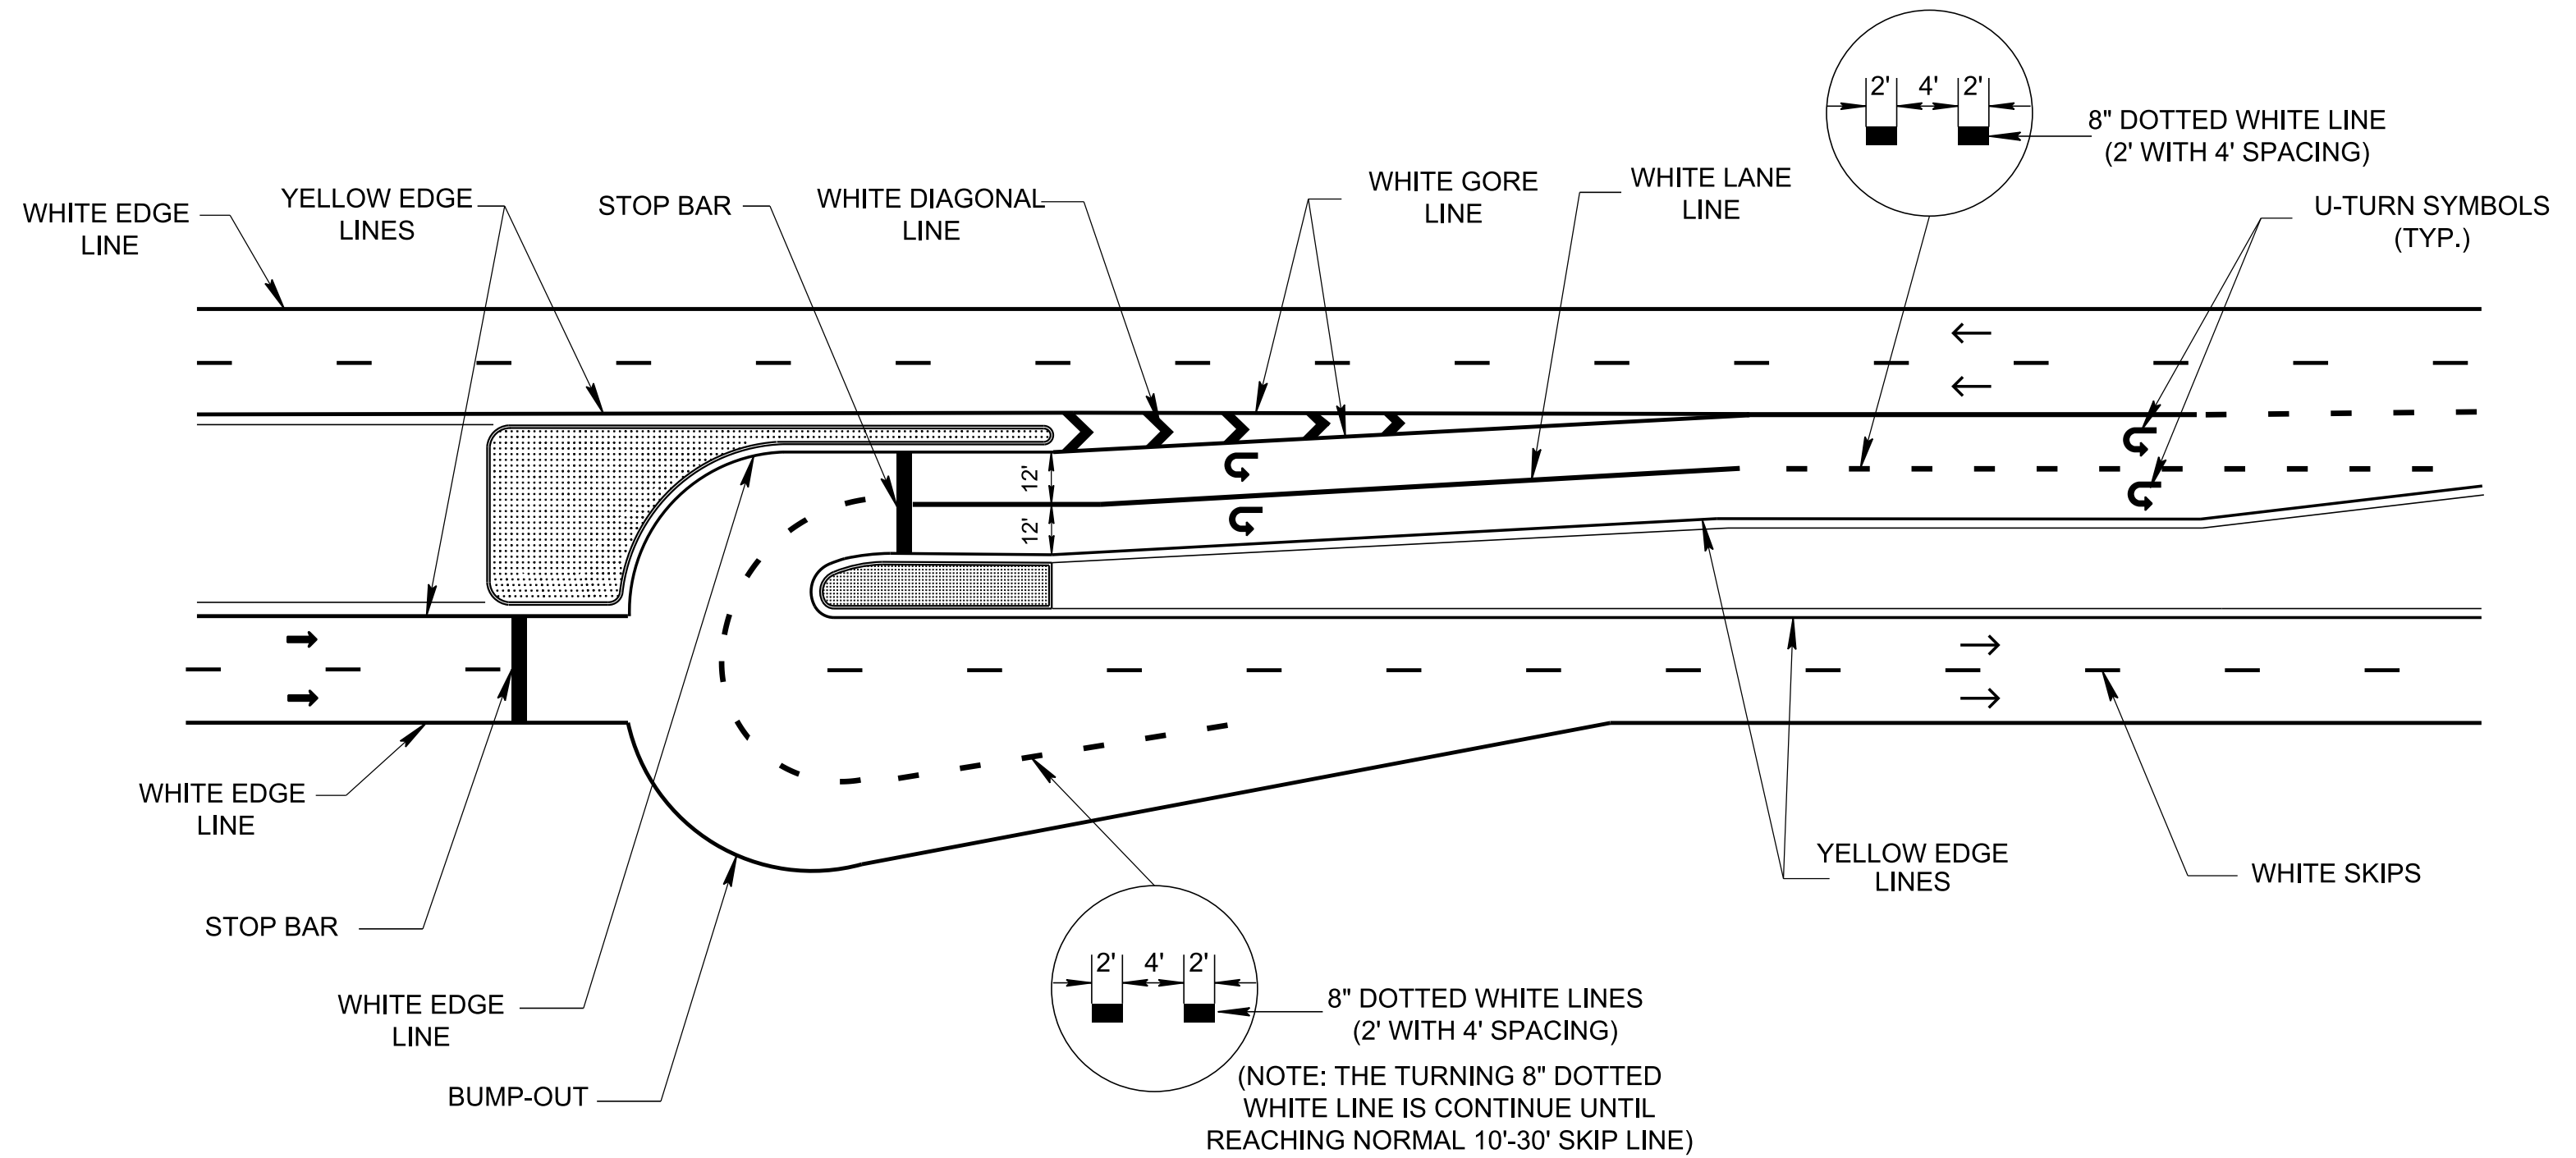 2' 4' 2'
8" DOTTED WHITE LINE
(2' WITH 4' SPACING)
WHITE EDGE
LINE
YELLOW EDGE
LINES
STOP BAR
WHITE DIAGONAL
LINE
WHITE GORE
LINE
WHITE LANE
LINE
U-TURN SYMBOLS
(TYP.)
12'
12'
WHITE EDGE
LINE
STOP BAR
WHITE EDGE
LINE
BUMP-OUT
YELLOW EDGE
LINES
WHITE SKIPS
2' 4' 2'
8" DOTTED WHITE LINES
(2' WITH 4' SPACING)
(NOTE: THE TURNING 8" DOTTED
WHITE LINE IS CONTINUE UNTIL
REACHING NORMAL 10'-30' SKIP LINE)